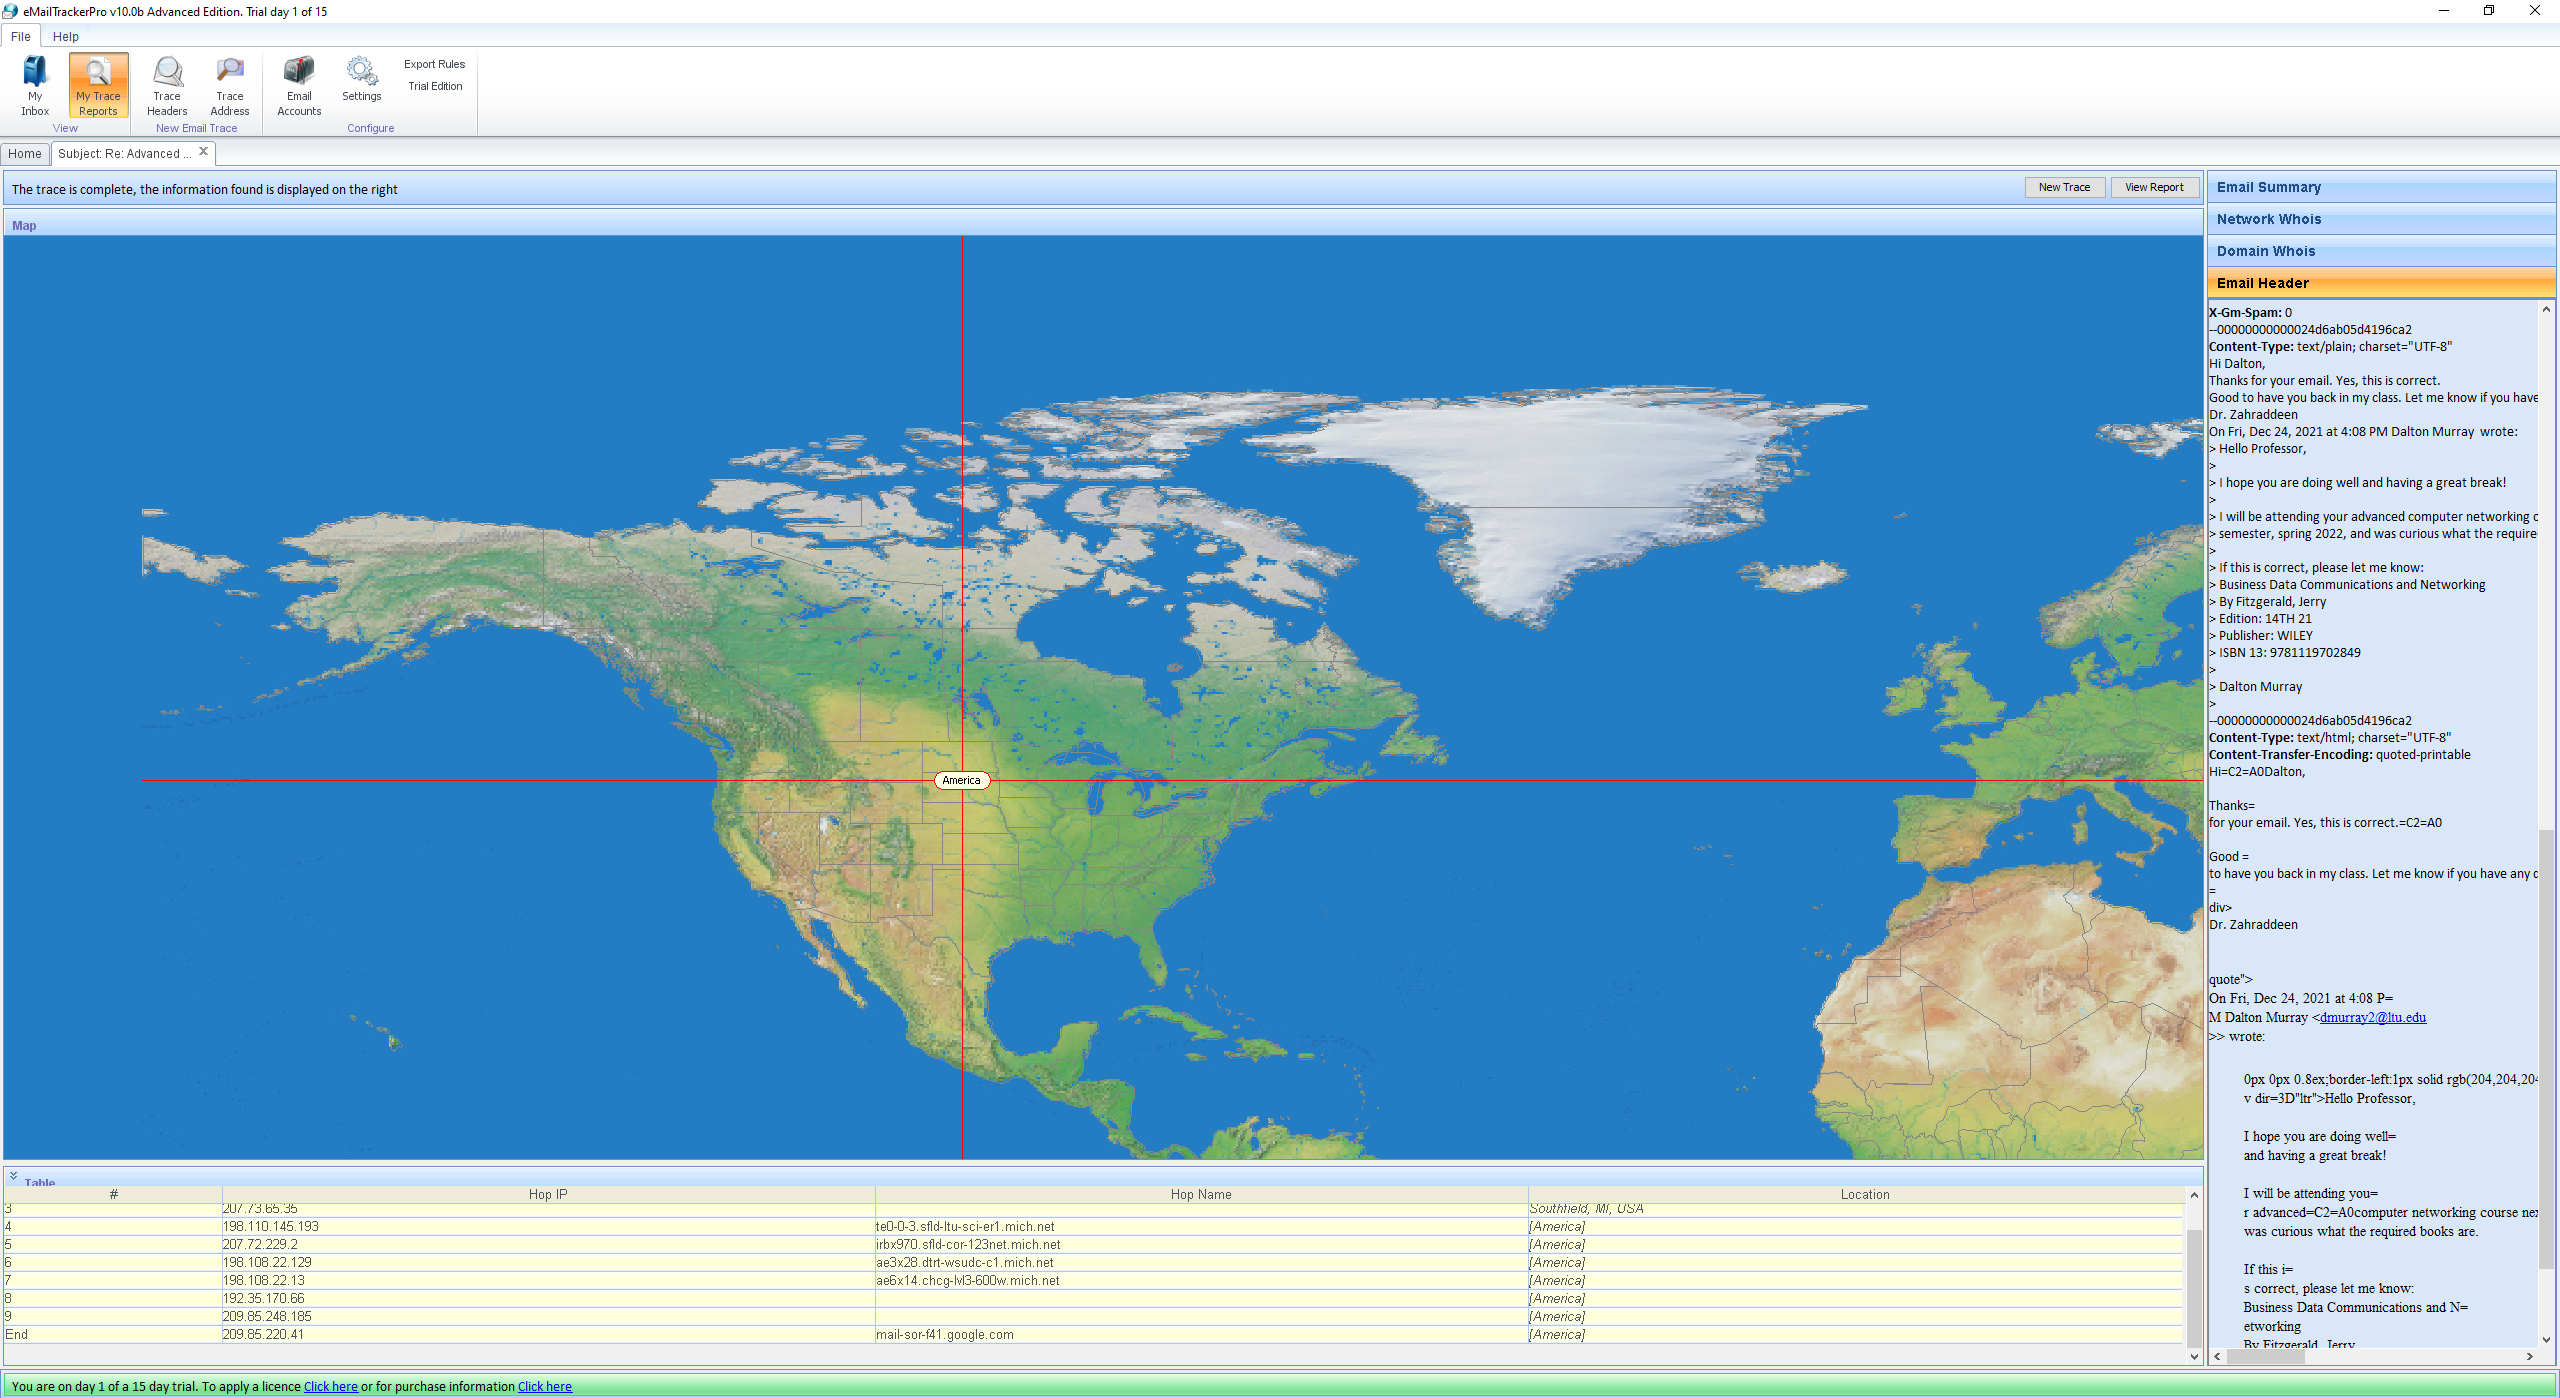 eMailTrackerPro v10.0b Advanced Edition. Trial day 1 of 15
File Help
My Inbox
My Trace Reports
Trace Headers
Trace Address
Email Accounts
Settings
Export Rules
Trial Edition
View
New Email Trace
Configure
Home
Subject: Re: Advanced ...
The trace is complete, the information found is displayed on the right
New Trace
View Report
Map
America
Table
# Hop IP Hop Name Location
3 207.73.65.35 Southfield, MI, USA
4 198.110.145.193 te0-0-3.sfld-ltu-sci-er1.mich.net [America]
5 207.72.229.2 irbx970.sfld-cor-123net.mich.net [America]
6 198.108.22.129 ae3x28.dtrt-wsudc-c1.mich.net [America]
7 198.108.22.13 ae6x14.chcg-lvl3-600w.mich.net [America]
8 192.35.170.66 [America]
9 209.85.248.185 [America]
End 209.85.220.41 mail-sor-f41.google.com [America]
Email Summary
Network Whois
Domain Whois
Email Header
X-Gm-Spam: 0
--00000000000024d6ab05d4196ca2
Content-Type: text/plain; charset="UTF-8"
Hi Dalton,
Thanks for your email. Yes, this is correct.
Good to have you back in my class. Let me know if you have
Dr. Zahraddeen
On Fri, Dec 24, 2021 at 4:08 PM Dalton Murray wrote:
> Hello Professor,
>
> I hope you are doing well and having a great break!
>
> I will be attending your advanced computer networking c
> semester, spring 2022, and was curious what the require
>
> If this is correct, please let me know:
> Business Data Communications and Networking
> By Fitzgerald, Jerry
> Edition: 14TH 21
> Publisher: WILEY
> ISBN 13: 9781119702849
>
> Dalton Murray
>
--00000000000024d6ab05d4196ca2
Content-Type: text/html; charset="UTF-8"
Content-Transfer-Encoding: quoted-printable
Hi=C2=A0Dalton,
Thanks=
for your email. Yes, this is correct.=C2=A0
Good =
to have you back in my class. Let me know if you have any
=
div>
Dr. Zahraddeen
quote">
On Fri, Dec 24, 2021 at 4:08 P=
M Dalton Murray <dmurray2@ltu.edu
>> wrote:
0px 0px 0.8ex;border-left:1px solid rgb(204,204,204
v dir=3D"ltr">Hello Professor,
I hope you are doing well=
and having a great break!
I will be attending you=
r advanced=C2=A0computer networking course nex
was curious what the required books are.
If this i=
s correct, please let me know:
Business Data Communications and N=
etworking
By Fitzgerald, Jerry
You are on day 1 of a 15 day trial. To apply a licence Click here or for purchase information Click here